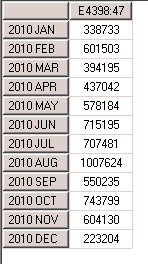 E4398:47
2010 JAN 338733
2010 FEB 601503
2010 MAR 394195
2010 APR 437042
2010 MAY 578184
2010 JUN 715195
2010 JUL 707481
2010 AUG 1007624
2010 SEP 550235
2010 OCT 743799
2010 NOV 604130
2010 DEC 223204